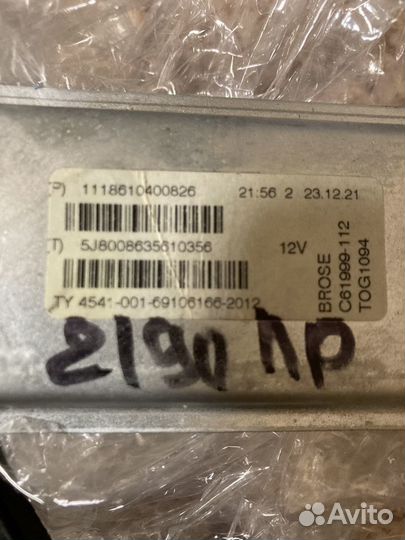 (P) 1118610400826 21:56 2 23.12.21
(T) 5J8008635610356 12V
TY 4541-001-69106166-2012
BROSE
C61999-112
TOG1094
2190 ПР
Avito